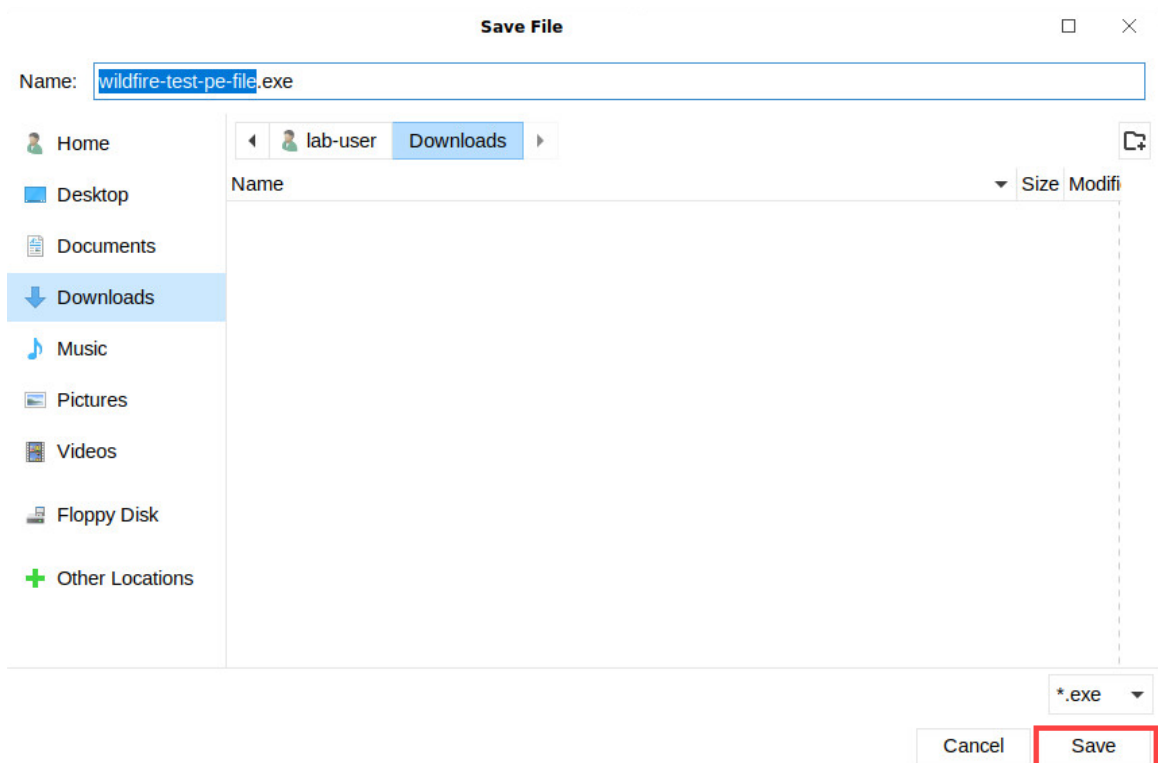 Save File
Name: wildfire-test-pe-file.exe
Home
lab-user Downloads
Name Size Modifi
Desktop
Documents
Downloads
Music
Pictures
Videos
Floppy Disk
Other Locations
*.exe
Cancel Save